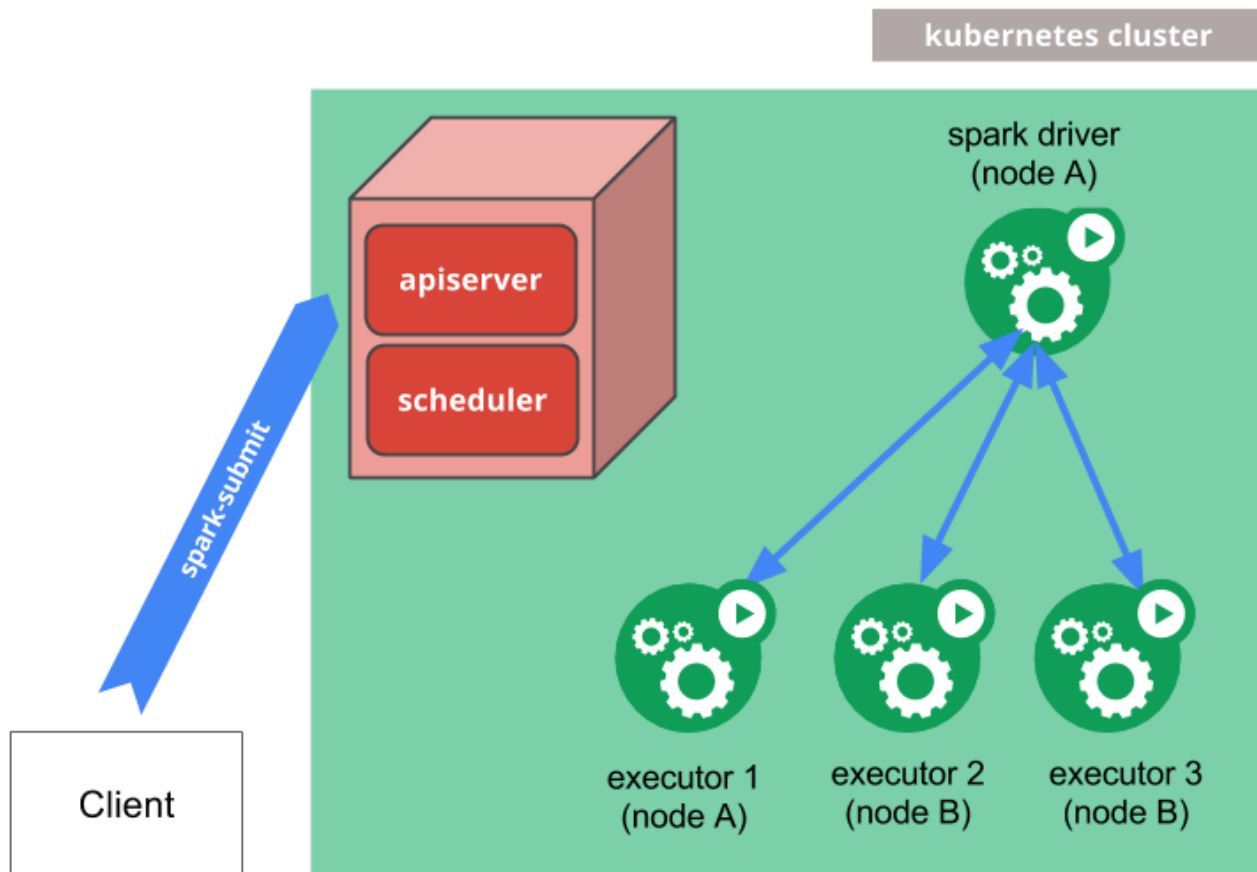 kubernetes cluster
spark driver
(node A)
apiserver
scheduler
spark-submit
executor 1
(node A)
executor 2
(node B)
executor 3
(node B)
Client